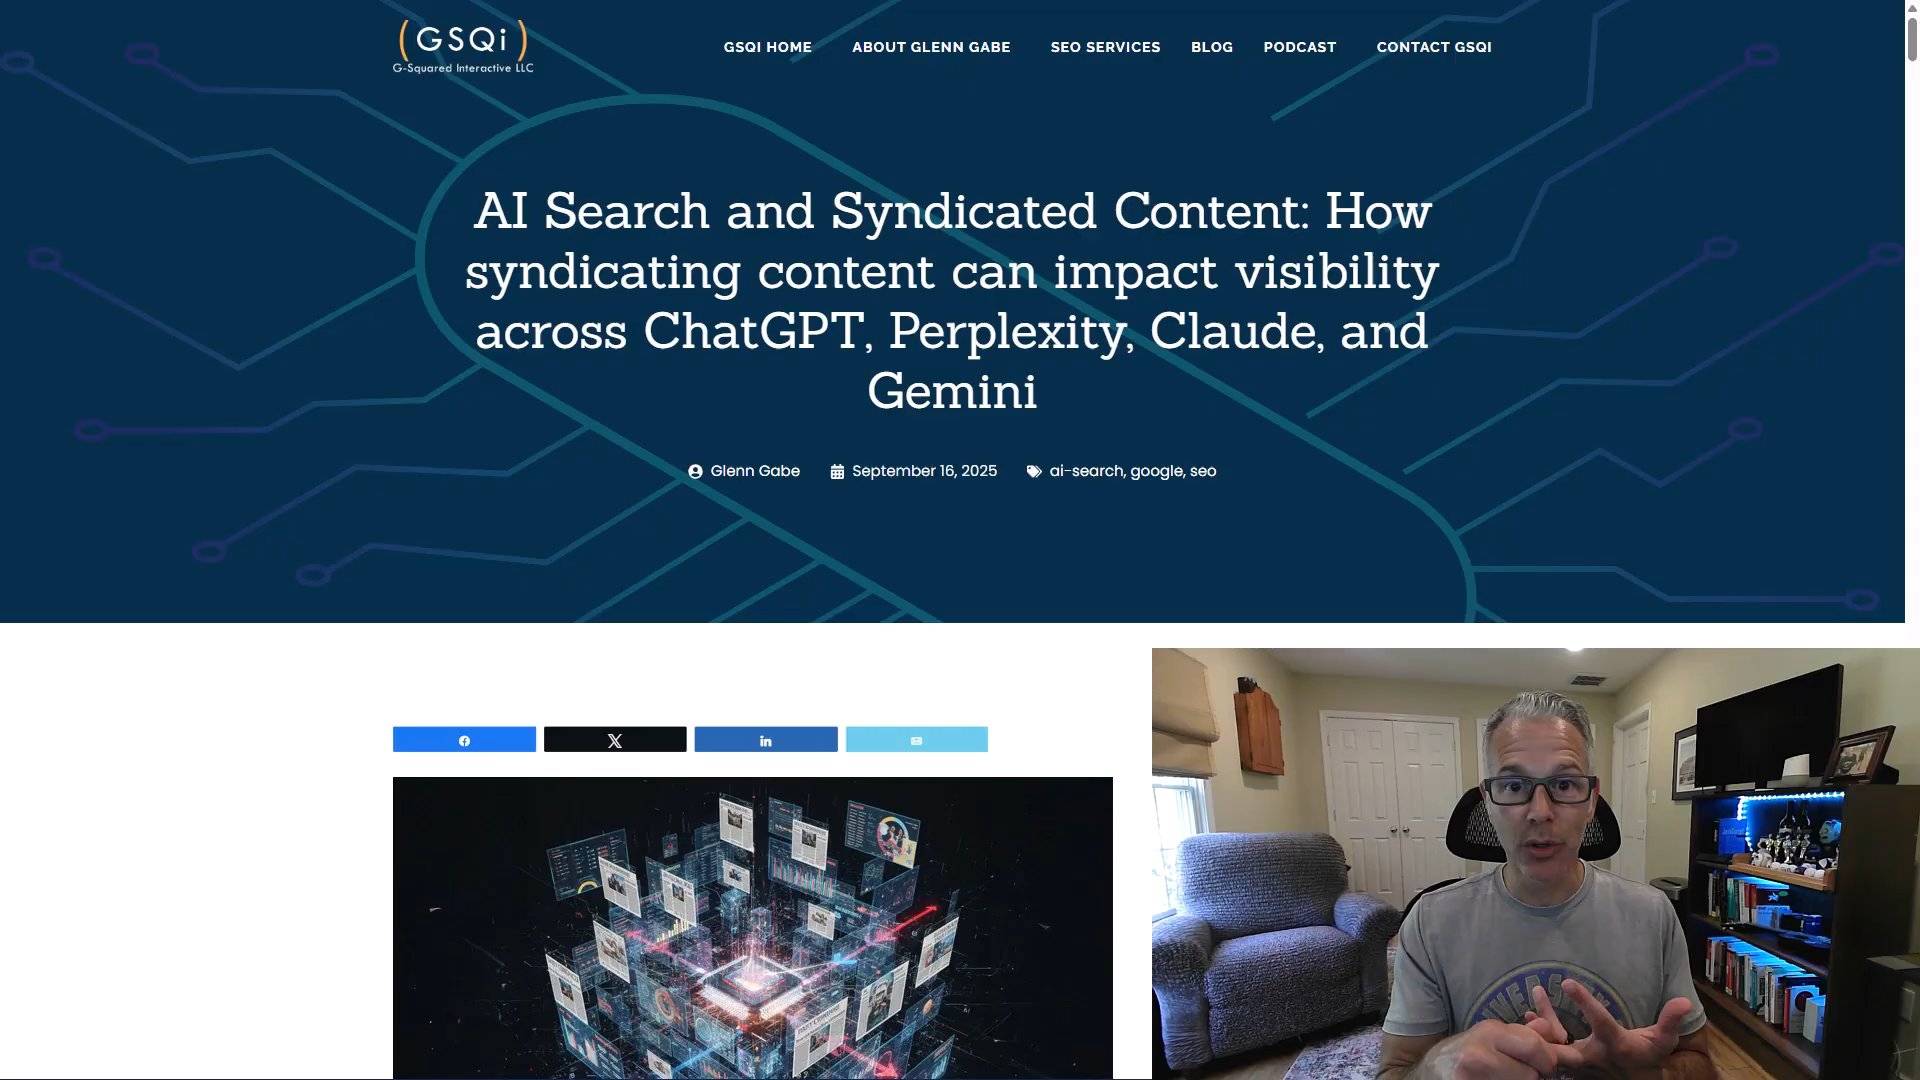 (GSQi)
G-Squared Interactive LLC
GSQI HOME
ABOUT GLENN GABE
SEO SERVICES
BLOG
PODCAST
CONTACT GSQI
AI Search and Syndicated Content: How
syndicating content can impact visibility
across ChatGPT, Perplexity, Claude, and
Gemini
Glenn Gabe
September 16, 2025
ai-search, google, seo